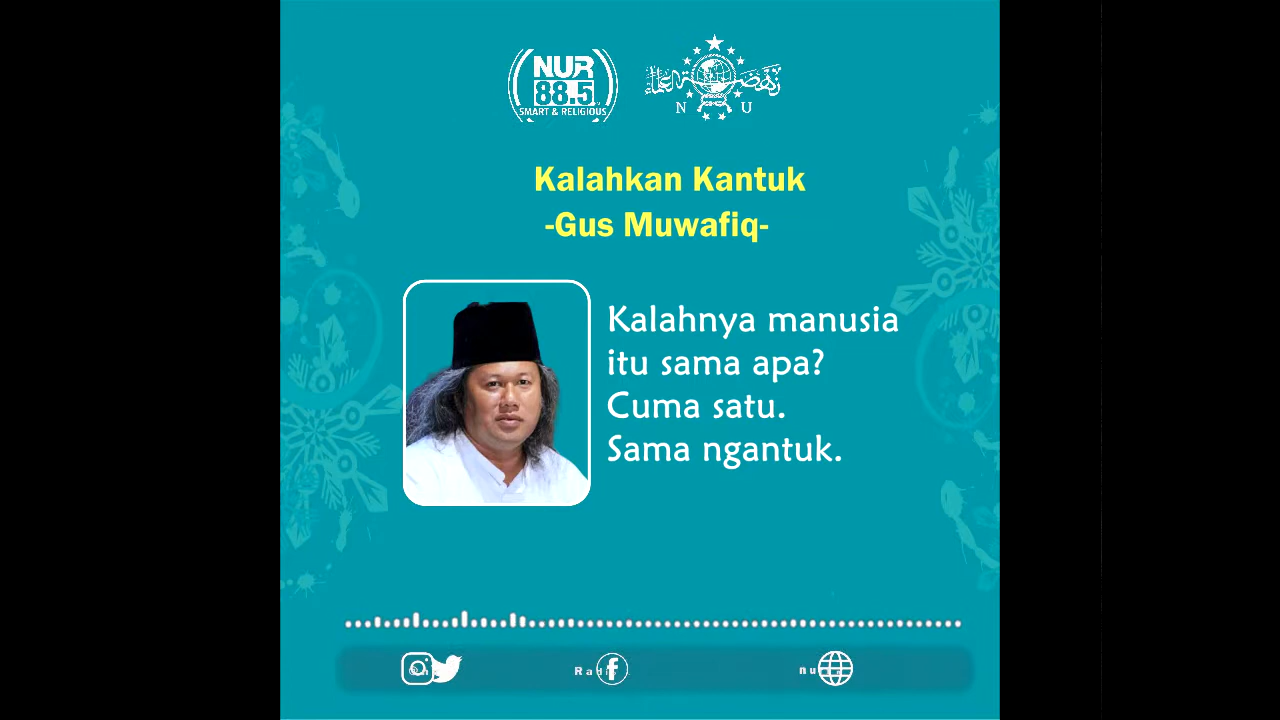 NUR
88.5
SMART & RELIGIOUS
N U
Kalahkan Kantuk
-Gus Muwafiq-
Kalahnya manusia
itu sama apa?
Cuma satu.
Sama ngantuk.